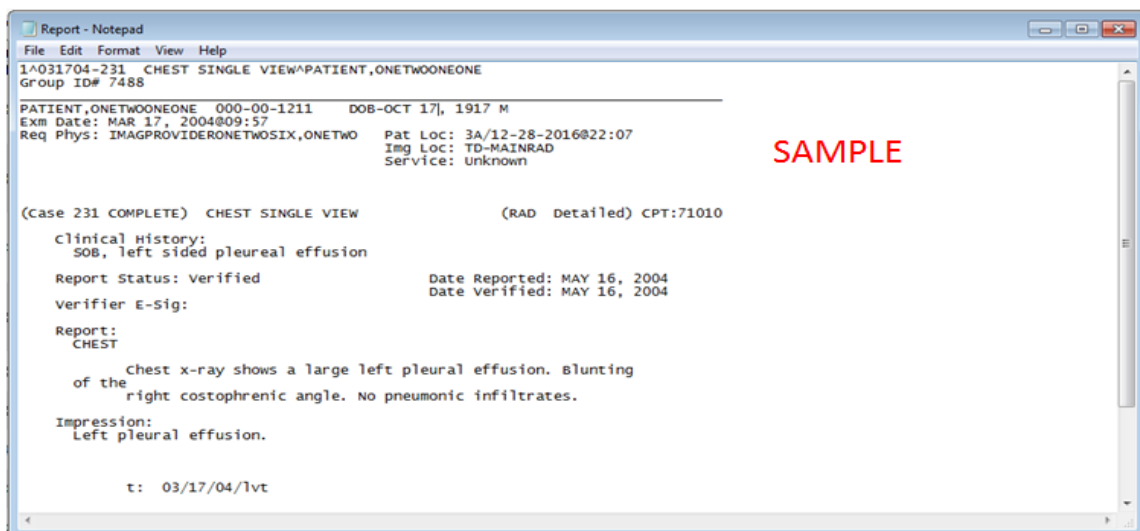 Report - Notepad
File Edit Format View Help
1^031704-231 CHEST SINGLE VIEW^PATIENT,ONETWOONEONE
Group ID# 7488
PATIENT,ONETWOONEONE 000-00-1211 DOB-OCT 17, 1917 M
Exm Date: MAR 17, 2004@09:57
Req Phys: IMAGPROVIDERONETWOSIX,ONETWO Pat Loc: 3A/12-28-2016@22:07
Img Loc: TD-MAINRAD
SAMPLE
Service: Unknown
(Case 231 COMPLETE) CHEST SINGLE VIEW (RAD Detailed) CPT:71010
Clinical History:
SOB, left sided pleureal effusion
Report Status: Verified Date Reported: MAY 16, 2004
Date Verified: MAY 16, 2004
Verifier E-Sig:
Report:
CHEST
Chest x-ray shows a large left pleural effusion. Blunting
of the
right costophrenic angle. No pneumonic infiltrates.
Impression:
Left pleural effusion.
t: 03/17/04/lvt